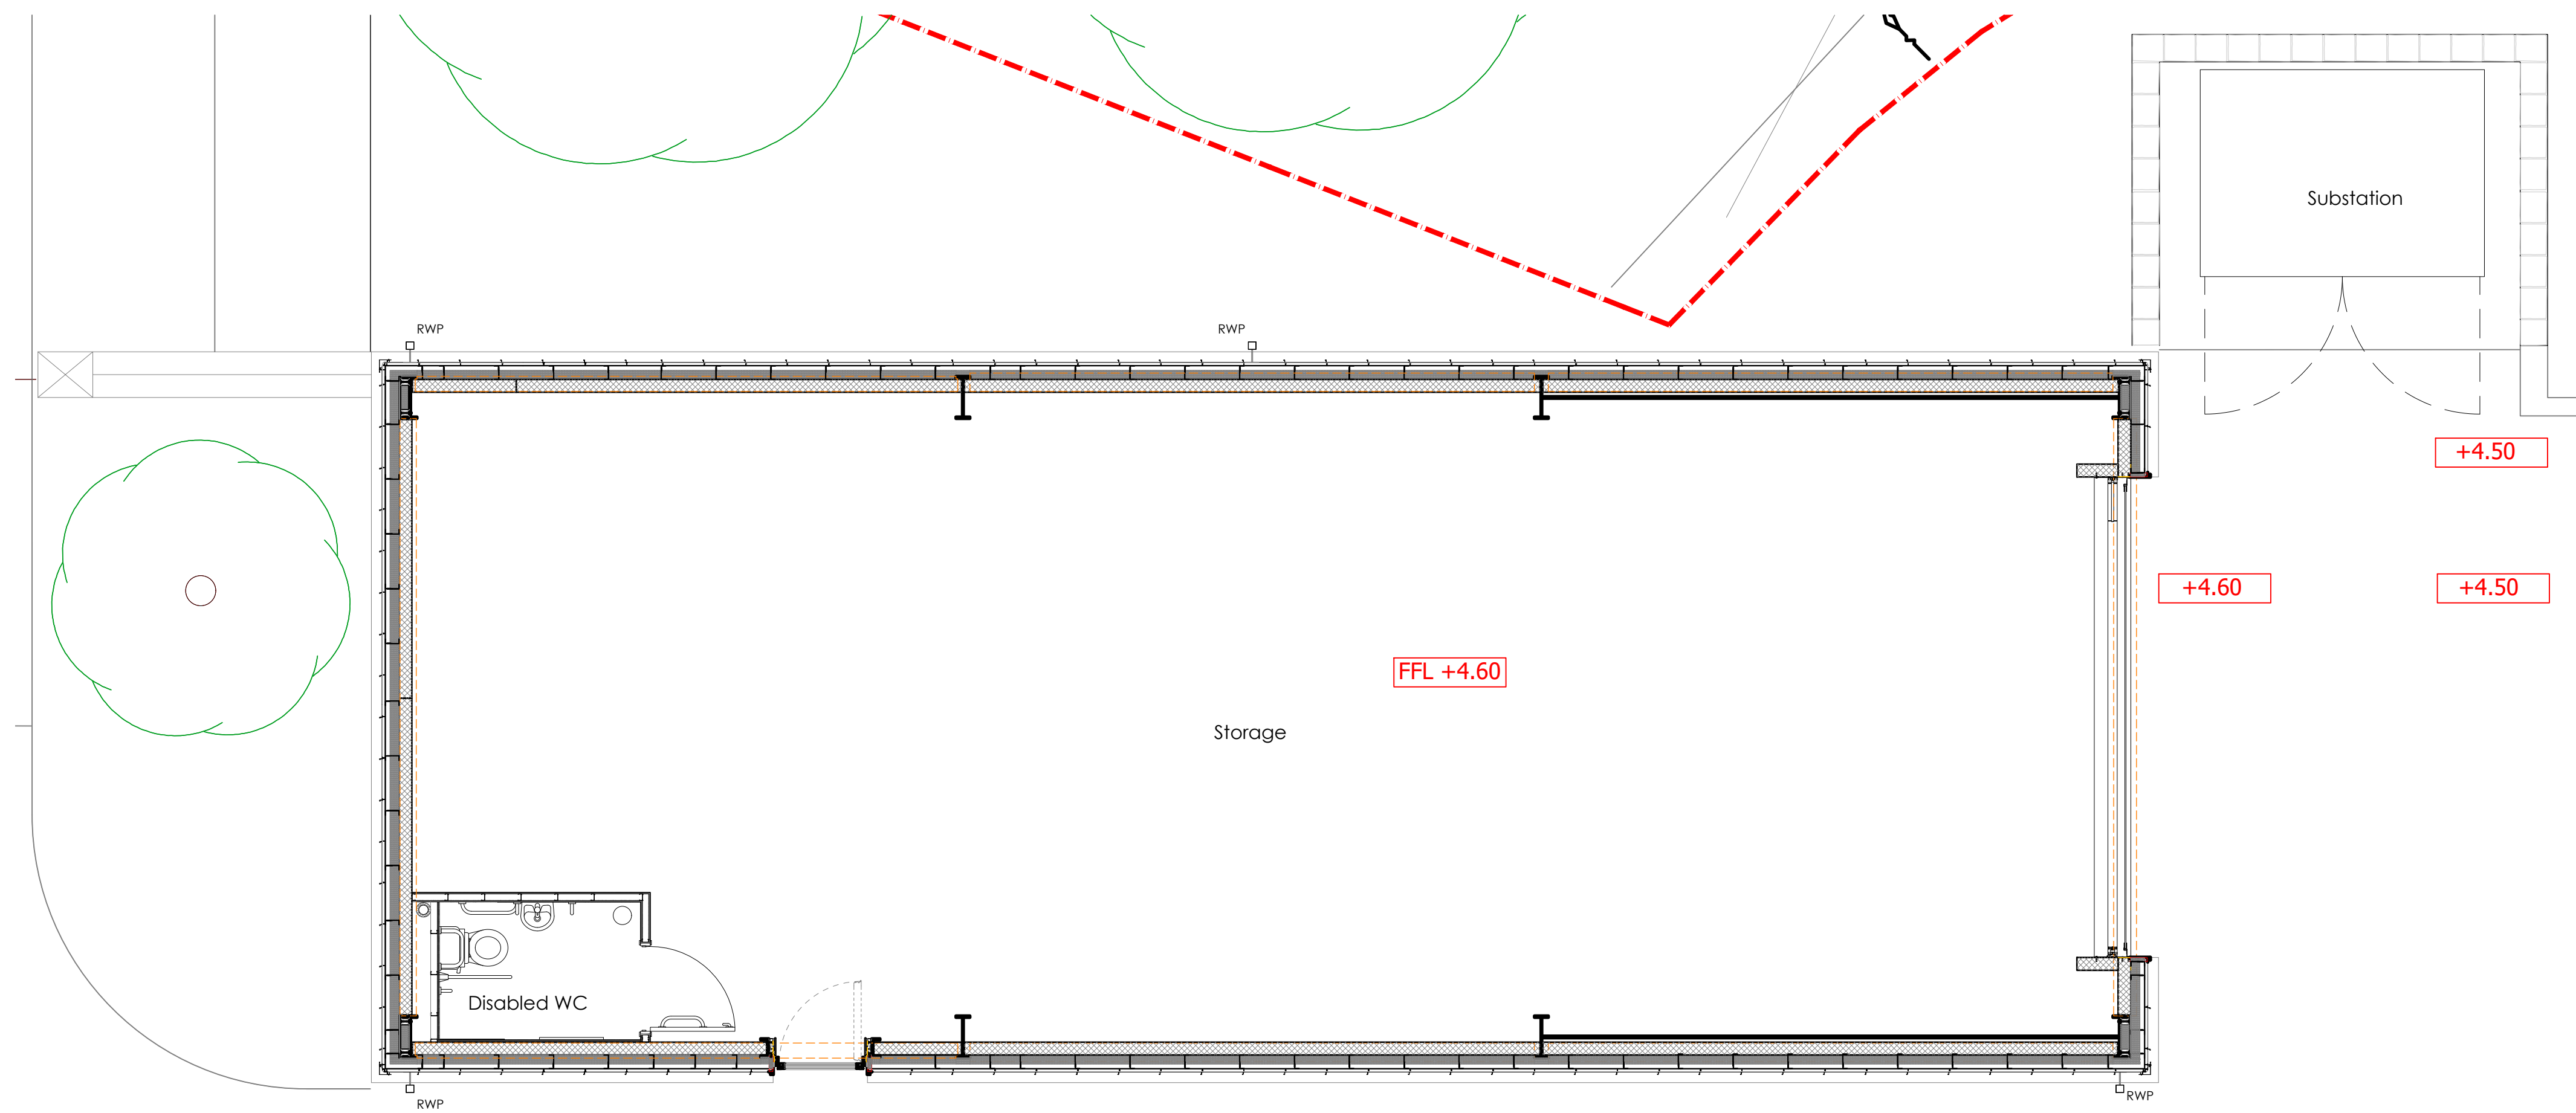 Substation
RWP
RWP
+4.50
+4.60
+4.50
FFL +4.60
Storage
Disabled WC
RWP
RWP